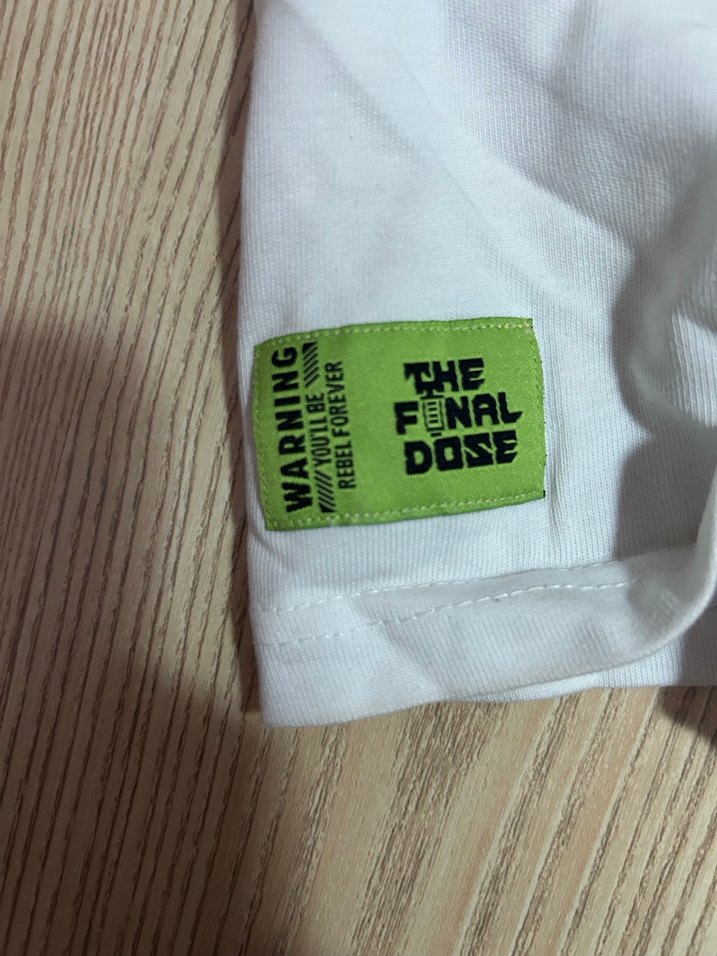 WARNING
YOU'LL BE
REBEL FOREVER
THE
FINAL
DOSE